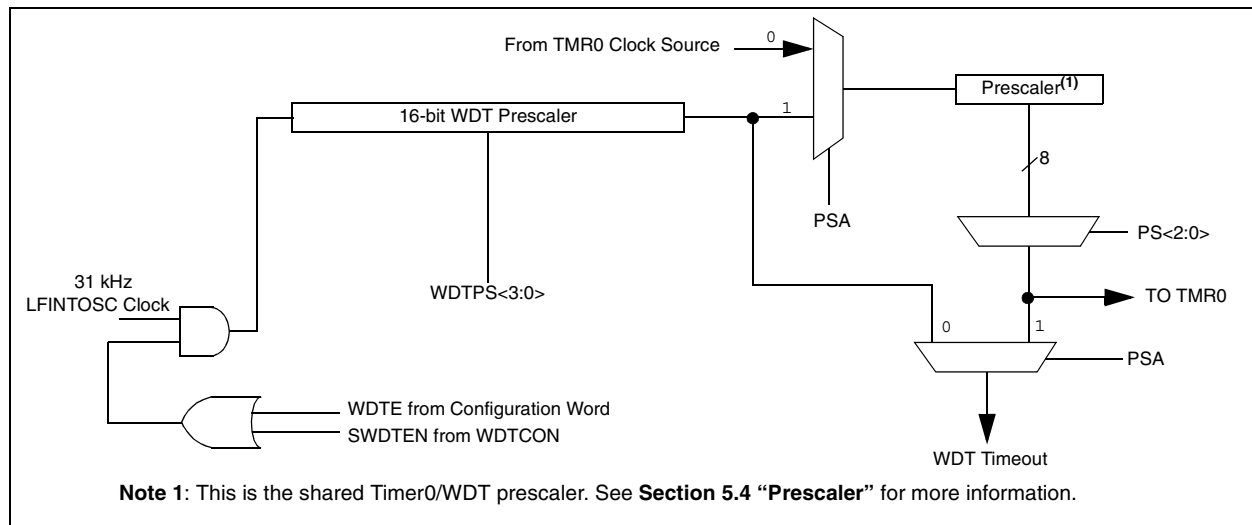 From TMR0 Clock Source
0
Prescaler(1)
16-bit WDT Prescaler
1
8
PSA
PS<2:0>
31 kHz
LFINTOSC Clock
WDTPS<3:0>
TO TMR0
0
1
PSA
WDTE from Configuration Word
SWDTEN from WDTCON
WDT Timeout
Note 1: This is the shared Timer0/WDT prescaler. See Section 5.4 “Prescaler” for more information.